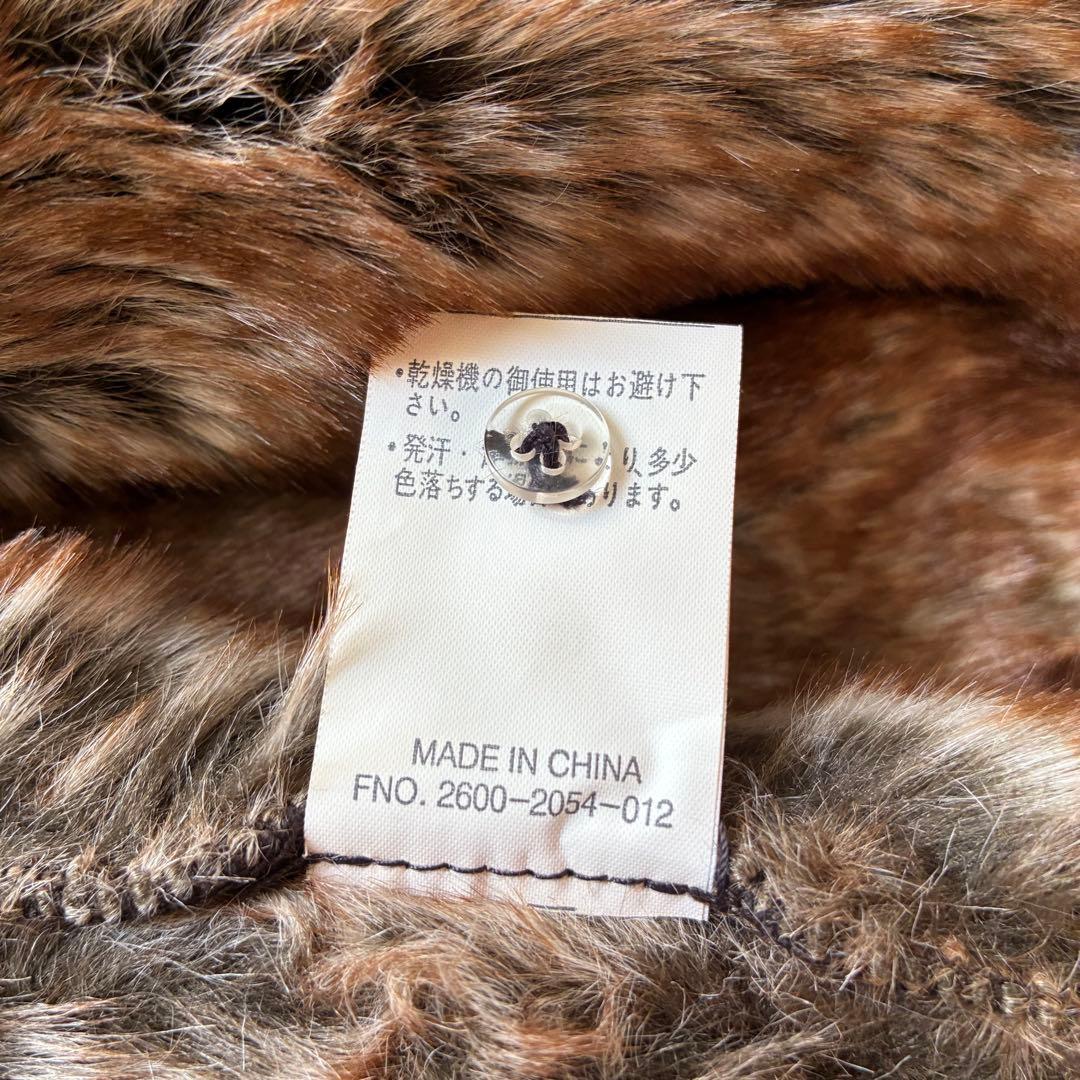 ・乾燥機の御使用はお避け下
さい。
・発汗・り、多少
色落ちする場ります。
MADE IN CHINA
FNO. 2600-2054-012